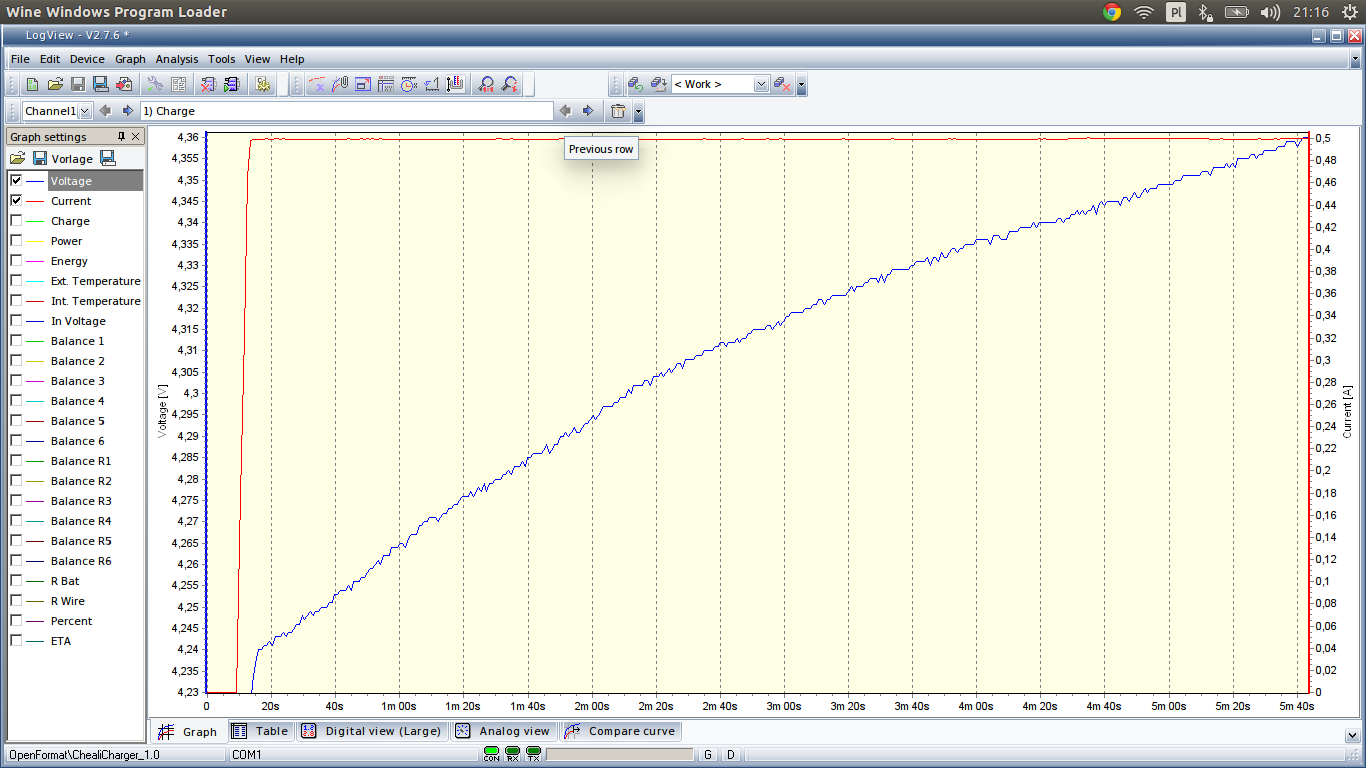 Wine Windows Program Loader
Pl
21:16
LogView - V2.7.6 *
File Edit Device Graph Analysis Tools View Help
< Work >
Channel1
1) Charge
Graph settings
Vorlage
Previous row
Voltage
Current
Charge
Power
Energy
Ext. Temperature
Int. Temperature
In Voltage
Balance 1
Balance 2
Balance 3
Balance 4
Balance 5
Balance 6
Balance R1
Balance R2
Balance R3
Balance R4
Balance R5
Balance R6
R Bat
R Wire
Percent
ETA
Voltage [V]
4,36
4,355
4,35
4,345
4,34
4,335
4,33
4,325
4,32
4,315
4,31
4,305
4,3
4,295
4,29
4,285
4,28
4,275
4,27
4,265
4,26
4,255
4,25
4,245
4,24
4,235
4,23
0 20s 40s 1m 00s 1m 20s 1m 40s 2m 00s 2m 20s 2m 40s 3m 00s 3m 20s 3m 40s 4m 00s 4m 20s 4m 40s 5m 00s 5m 20s 5m 40s
0,5
0,48
0,46
0,44
0,42
0,4
0,38
0,36
0,34
0,32
0,3
0,28
0,26
0,24
0,22
0,2
0,18
0,16
0,14
0,12
0,1
0,08
0,06
0,04
0,02
0
Current [A]
Graph Table Digital view (Large) Analog view Compare curve
OpenFormat\ChealiCharger_1.0 COM1 CON RX TX G D